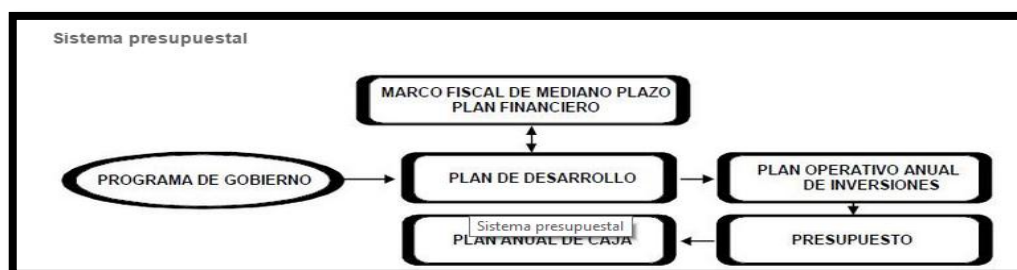 Sistema presupuestal
MARCO FISCAL DE MEDIANO PLAZO
PLAN FINANCIERO
PROGRAMA DE GOBIERNO
PLAN DE DESARROLLO
PLAN OPERATIVO ANUAL
DE INVERSIONES
Sistema presupuestal
PLAN ANUAL DE CAJA
PRESUPUESTO